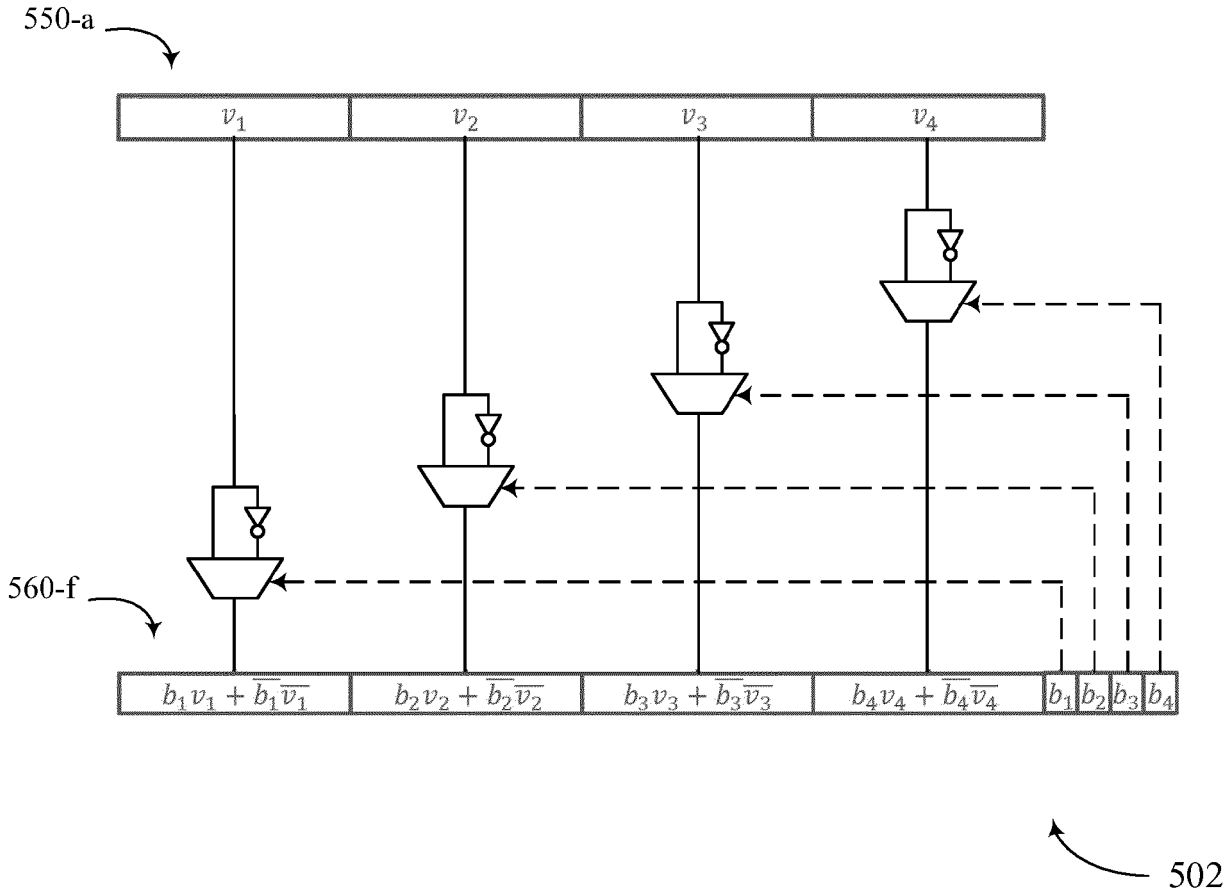 550-a
v₁ v₂ v₃ v₄
560-f
b₁v₁ + b̅₁v̅₁ b₂v₂ + b̅₂v̅₂ b₃v₃ + b̅₃v̅₃ b₄v₄ + b̅₄v̅₄ b₁ b₂ b₃ b₄
502